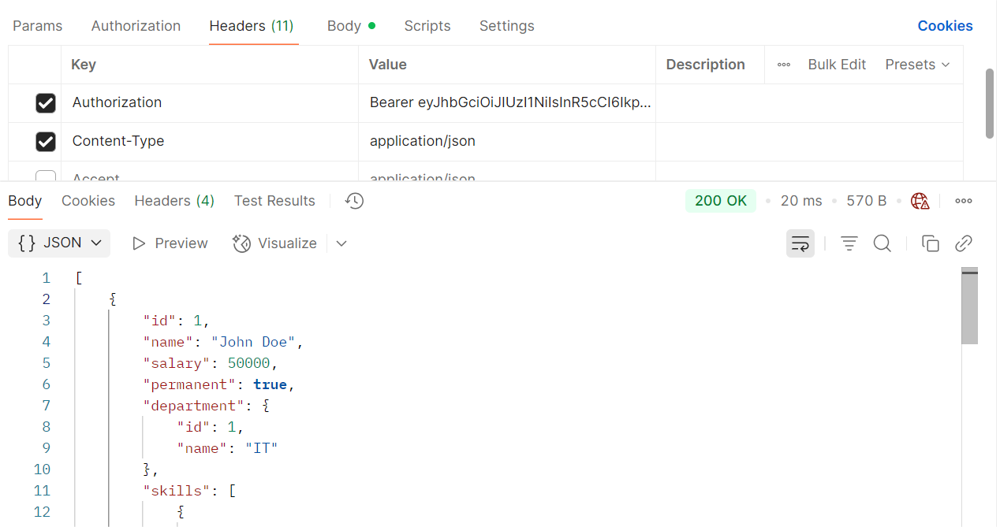 Params Authorization Headers (11) Body Scripts Settings Cookies
Key Value Description Bulk Edit Presets
Authorization Bearer eyJhbGciOiJIUzI1NiIsInR5cCI6Ikp...
Content-Type application/json
Accept application/json
Body Cookies Headers (4) Test Results 200 OK 20 ms 570 B
{} JSON Preview Visualize
1 [
2 {
3 "id": 1,
4 "name": "John Doe",
5 "salary": 50000,
6 "permanent": true,
7 "department": {
8 "id": 1,
9 "name": "IT"
10 },
11 "skills": [
12 {